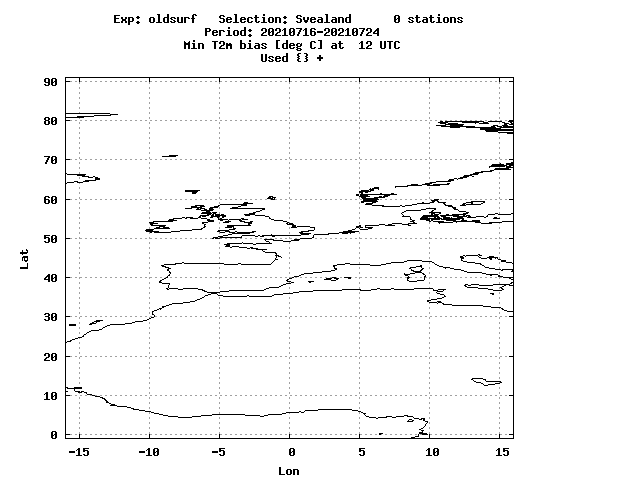 Exp: oldsurf   Selection: Svealand      0 stations
Period: 20210716-20210724
Min T2m bias [deg C] at  12 UTC
Used {} +
90
80
70
60
50
40
30
20
10
0
Lat
-15 -10 -5 0 5 10 15
Lon